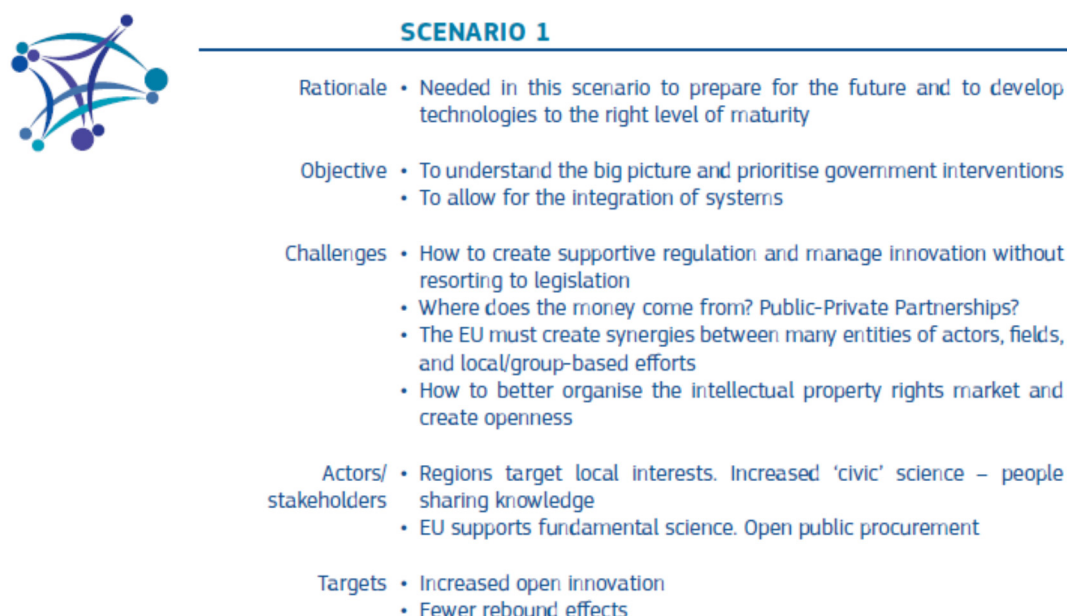 SCENARIO 1
Rationale • Needed in this scenario to prepare for the future and to develop
technologies to the right level of maturity
Objective • To understand the big picture and prioritise government interventions
• To allow for the integration of systems
Challenges • How to create supportive regulation and manage innovation without
resorting to legislation
• Where does the money come from? Public-Private Partnerships?
• The EU must create synergies between many entities of actors, fields,
and local/group-based efforts
• How to better organise the intellectual property rights market and
create openness
Actors/ • Regions target local interests. Increased ‘civic’ science – people
stakeholders sharing knowledge
• EU supports fundamental science. Open public procurement
Targets • Increased open innovation
• Fewer rebound effects